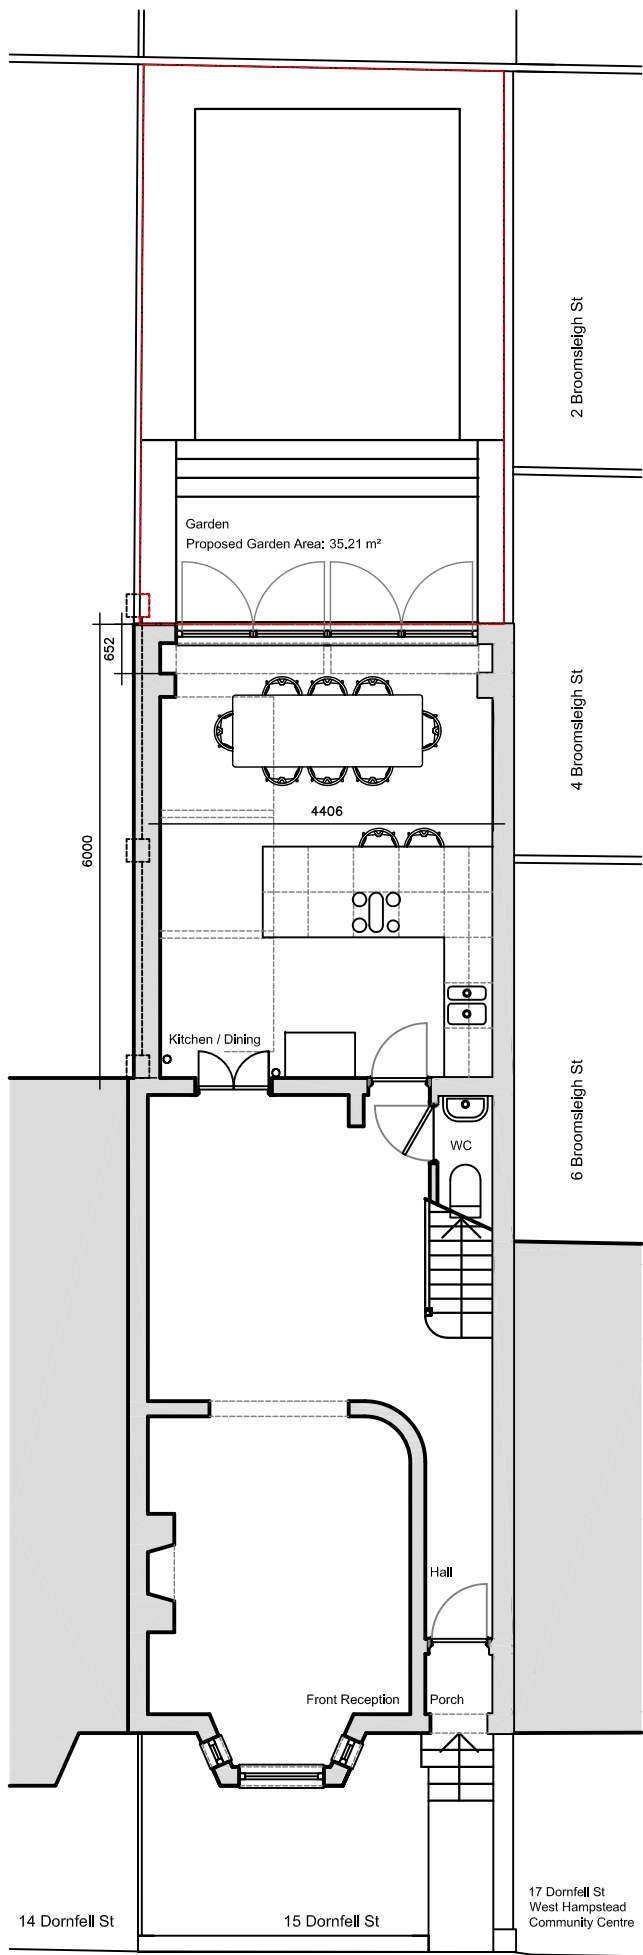 2 Broomsleigh St
Garden
Proposed Garden Area: 35.21 m²
652
4 Broomsleigh St
4406
6000
Kitchen / Dining
6 Broomsleigh St
WC
Hall
Front Reception
Porch
14 Dornfell St
15 Dornfell St
17 Dornfell St
West Hampstead
Community Centre